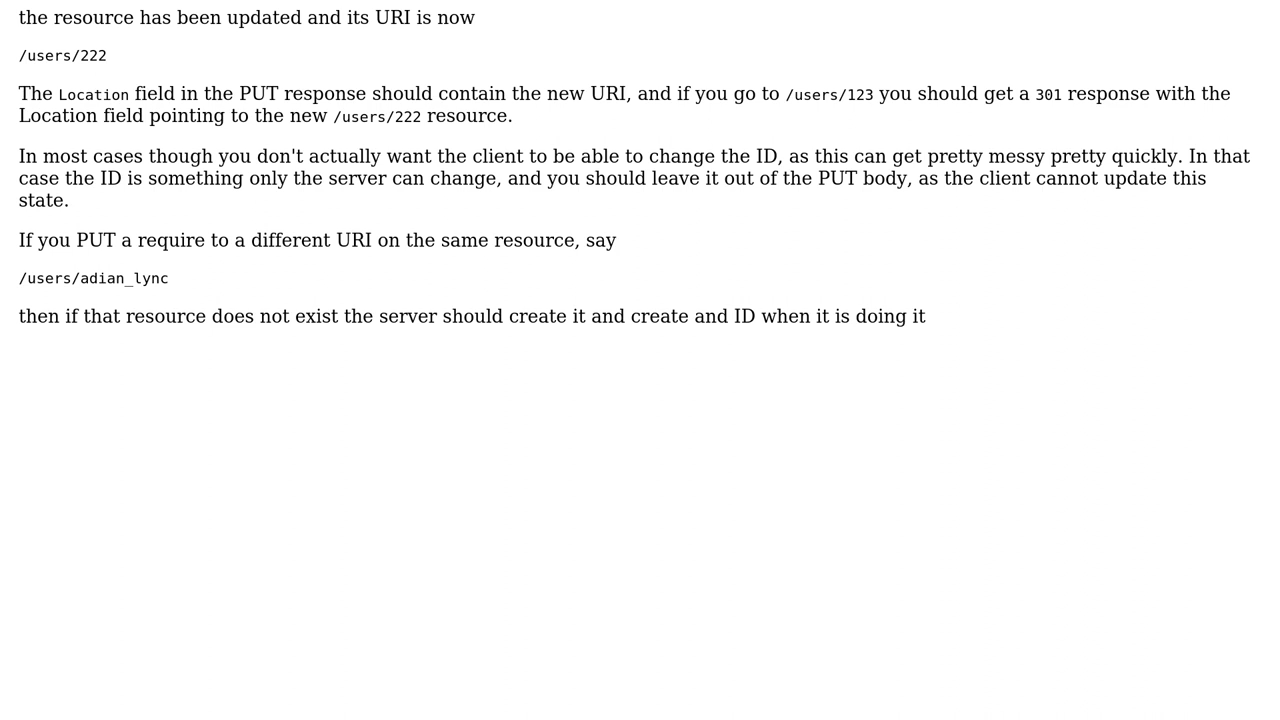 the resource has been updated and its URI is now
/users/222
The Location field in the PUT response should contain the new URI, and if you go to /users/123 you should get a 301 response with the
Location field pointing to the new /users/222 resource.
In most cases though you don't actually want the client to be able to change the ID, as this can get pretty messy pretty quickly. In that
case the ID is something only the server can change, and you should leave it out of the PUT body, as the client cannot update this
state.
If you PUT a require to a different URI on the same resource, say
/users/adian_lync
then if that resource does not exist the server should create it and create and ID when it is doing it